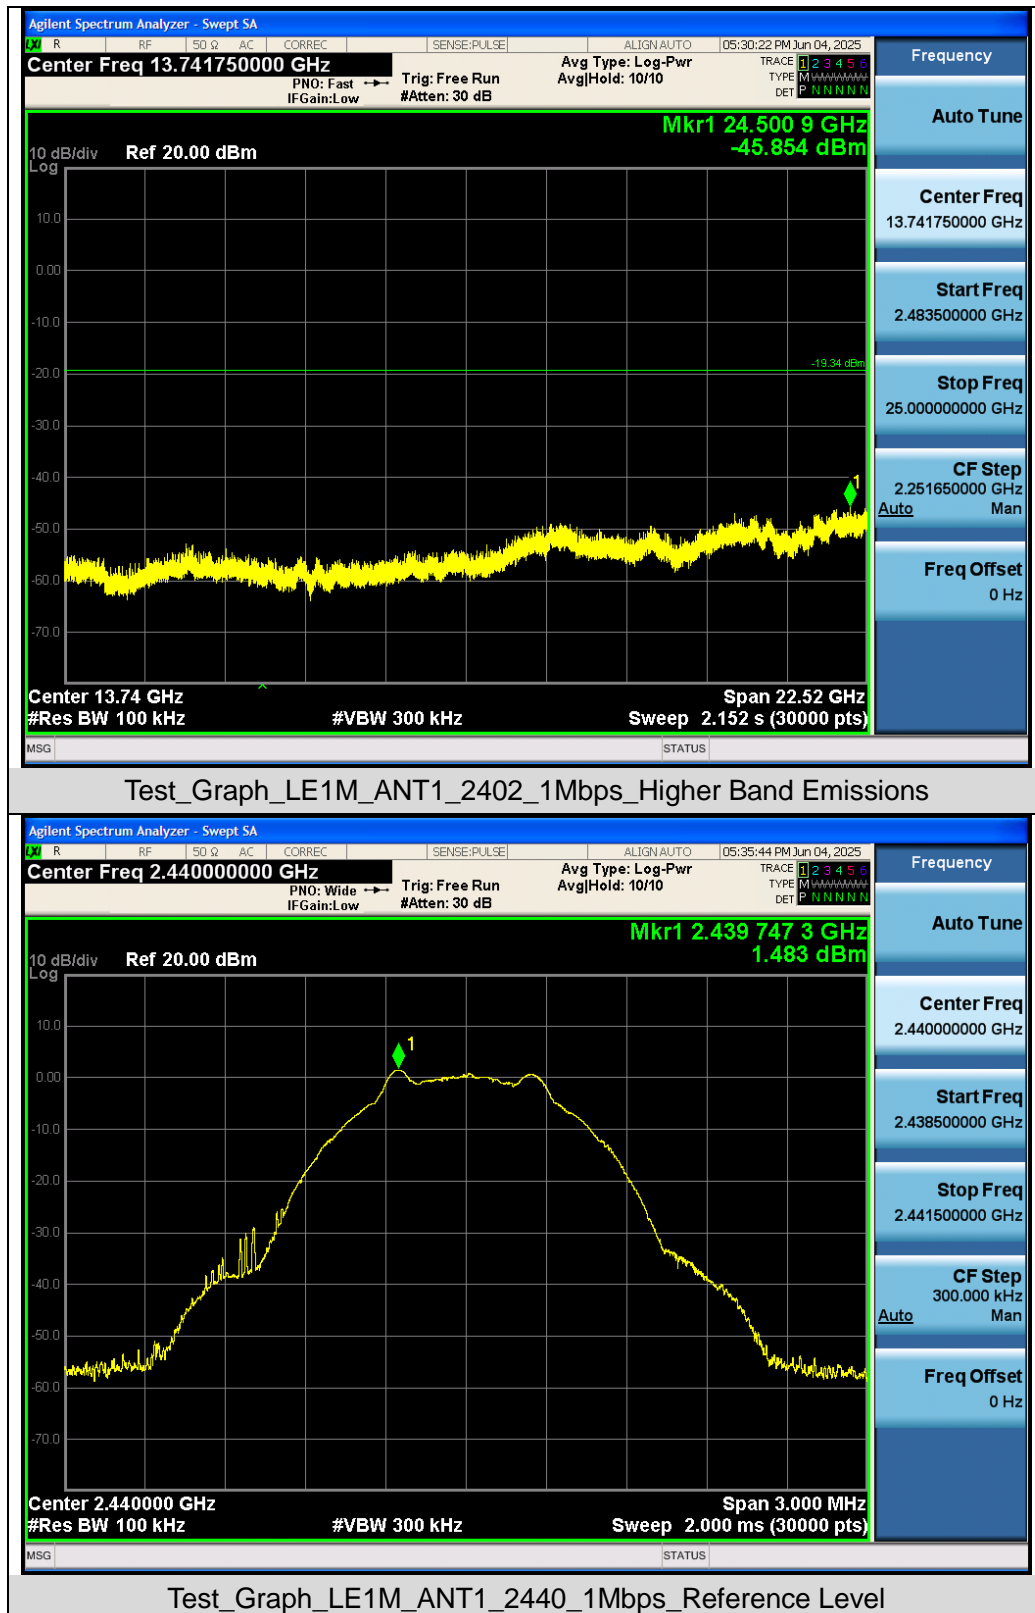 Agilent Spectrum Analyzer - Swept SA
LXI R RF 50 Ω AC CORREC SENSE:PULSE ALIGN AUTO 05:30:22 PM Jun 04, 2025
Center Freq 13.741750000 GHz Avg Type: Log-Pwr TRACE 1 2 3 4 5 6
PNO: Fast Trig: Free Run Avg|Hold: 10/10 TYPE M
IFGain:Low #Atten: 30 dB DET P N N N N N
Frequency
Auto Tune
Center Freq
13.741750000 GHz
Start Freq
2.483500000 GHz
Stop Freq
25.000000000 GHz
CF Step
2.251650000 GHz
Auto Man
Freq Offset
0 Hz
Mkr1 24.500 9 GHz
-45.854 dBm
10 dB/div Ref 20.00 dBm
Log
10.0
0.00
-10.0
-19.34 dBm
-20.0
-30.0
-40.0
1
-50.0
-60.0
-70.0
Center 13.74 GHz Span 22.52 GHz
#Res BW 100 kHz #VBW 300 kHz Sweep 2.152 s (30000 pts)
MSG STATUS
Test_Graph_LE1M_ANT1_2402_1Mbps_Higher Band Emissions
Agilent Spectrum Analyzer - Swept SA
LXI R RF 50 Ω AC CORREC SENSE:PULSE ALIGN AUTO 05:35:44 PM Jun 04, 2025
Center Freq 2.440000000 GHz Avg Type: Log-Pwr TRACE 1 2 3 4 5 6
PNO: Wide Trig: Free Run Avg|Hold: 10/10 TYPE M
IFGain:Low #Atten: 30 dB DET P N N N N N
Frequency
Auto Tune
Center Freq
2.440000000 GHz
Start Freq
2.438500000 GHz
Stop Freq
2.441500000 GHz
CF Step
300.000 kHz
Auto Man
Freq Offset
0 Hz
Mkr1 2.439 747 3 GHz
1.483 dBm
10 dB/div Ref 20.00 dBm
Log
10.0
1
0.00
-10.0
-20.0
-30.0
-40.0
-50.0
-60.0
-70.0
Center 2.440000 GHz Span 3.000 MHz
#Res BW 100 kHz #VBW 300 kHz Sweep 2.000 ms (30000 pts)
MSG STATUS
Test_Graph_LE1M_ANT1_2440_1Mbps_Reference Level